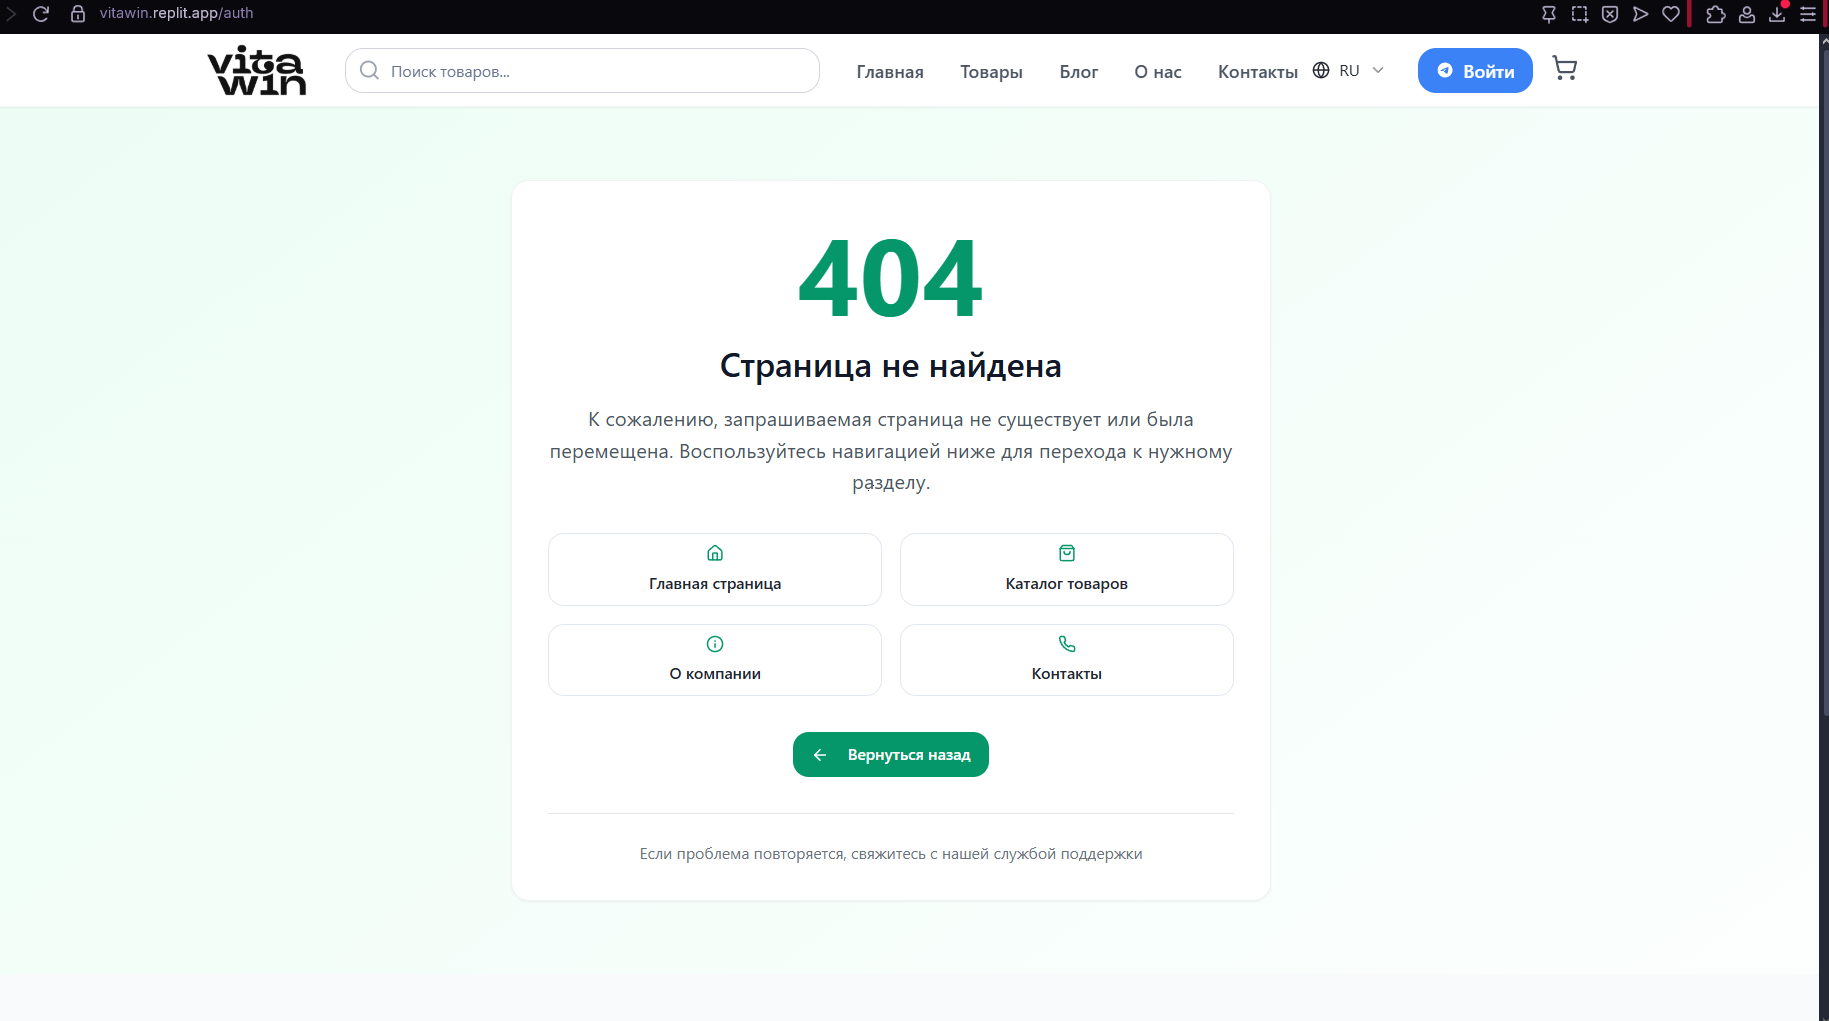 vitawin.replit.app/auth
vita
win
Поиск товаров...
Главная
Товары
Блог
О нас
Контакты
RU
Войти
404
Страница не найдена
К сожалению, запрашиваемая страница не существует или была
перемещена. Воспользуйтесь навигацией ниже для перехода к нужному
разделу.
Главная страница
Каталог товаров
О компании
Контакты
Вернуться назад
Если проблема повторяется, свяжитесь с нашей службой поддержки